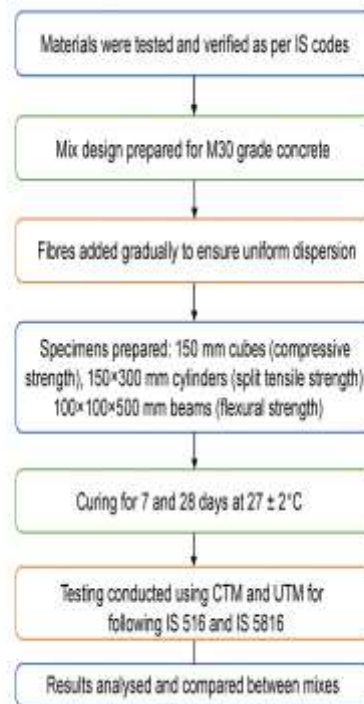 Materials were tested and verified as per IS codes
Mix design prepared for M30 grade concrete
Fibres added gradually to ensure uniform dispersion
Specimens prepared: 150 mm cubes (compressive
strength), 150×300 mm cylinders (split tensile strength)
100×100×500 mm beams (flexural strength)
Curing for 7 and 28 days at 27 ± 2°C
Testing conducted using CTM and UTM for
following IS 516 and IS 5816
Results analysed and compared between mixes